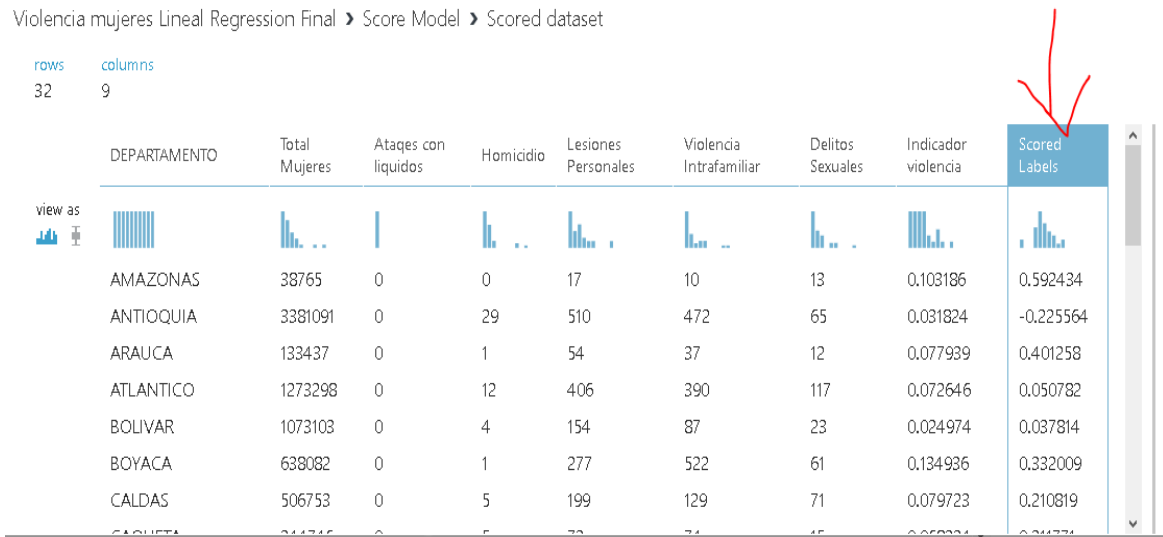 Violencia mujeres Lineal Regression Final › Score Model › Scored dataset
rows columns
32 9
DEPARTAMENTO Total Mujeres Ataqes con liquidos Homicidio Lesiones Personales Violencia Intrafamiliar Delitos Sexuales Indicador violencia Scored Labels
view as
AMAZONAS 38765 0 0 17 10 13 0.103186 0.592434
ANTIOQUIA 3381091 0 29 510 472 65 0.031824 -0.225564
ARAUCA 133437 0 1 54 37 12 0.077939 0.401258
ATLANTICO 1273298 0 12 406 390 117 0.072646 0.050782
BOLIVAR 1073103 0 4 154 87 23 0.024974 0.037814
BOYACA 638082 0 1 277 522 61 0.134936 0.332009
CALDAS 506753 0 5 199 129 71 0.079723 0.210819